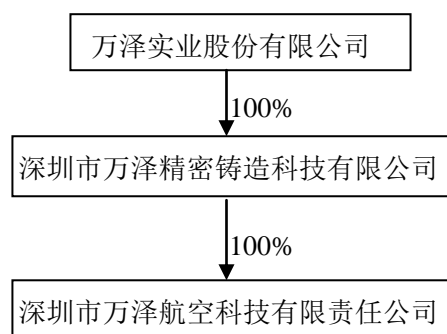 万泽实业股份有限公司
100%
深圳市万泽精密铸造科技有限公司
100%
深圳市万泽航空科技有限责任公司